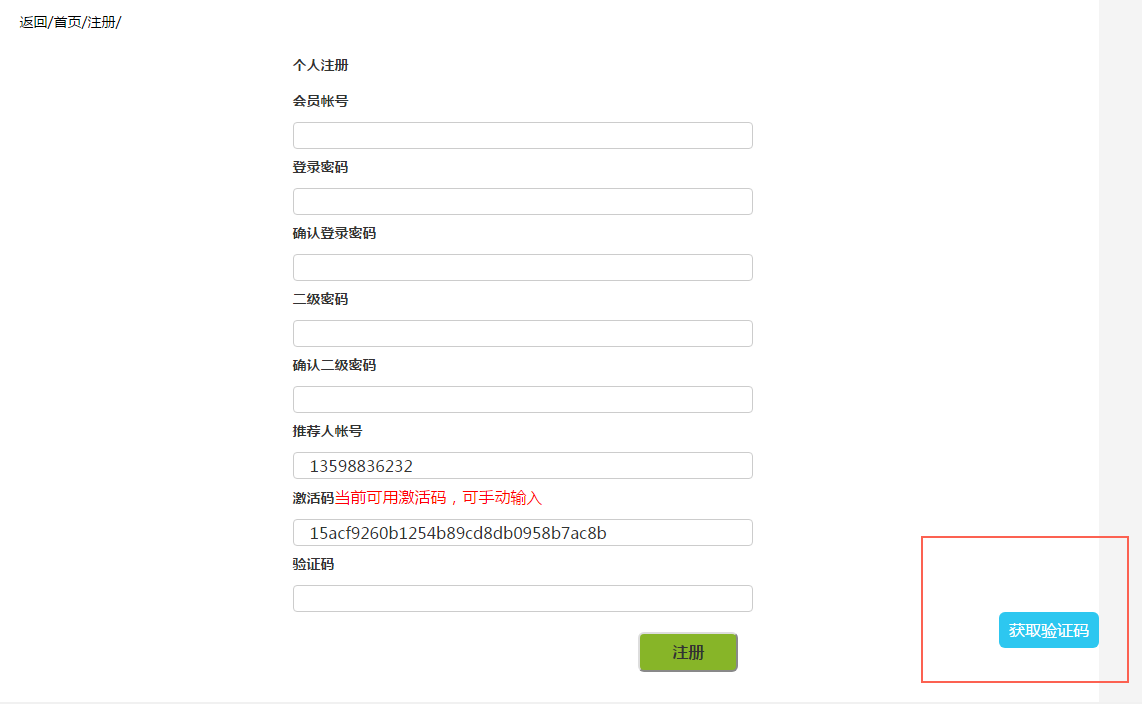 返回/首页/注册/
个人注册
会员帐号
登录密码
确认登录密码
二级密码
确认二级密码
推荐人帐号
13598836232
激活码当前可用激活码，可手动输入
15acf9260b1254b89cd8db0958b7ac8b
验证码
获取验证码
注册